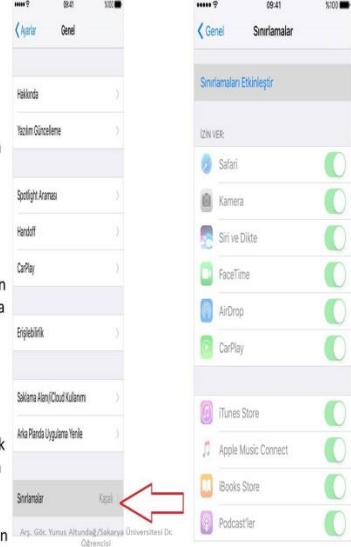 09:41
%100
Ayarlar
Genel
Hakkında
Yazılım Güncelleme
Spotlight Araması
Handoff
CarPlay
Erişilebilirlik
Saklama Alanı/iCloud Kullanımı
Arka Planda Uygulama Yenile
Sınırlamalar
Kapalı
Arş. Gör. Yunus Altundağ/Sakarya Üniversitesi Dr.
Öğrencisi
09:41
%100
Genel
Sınırlamalar
Sınırlamaları Etkinleştir
İZİN VER:
Safari
Kamera
Siri ve Dikte
FaceTime
AirDrop
CarPlay
iTunes Store
Apple Music Connect
iBooks Store
Podcast'ler